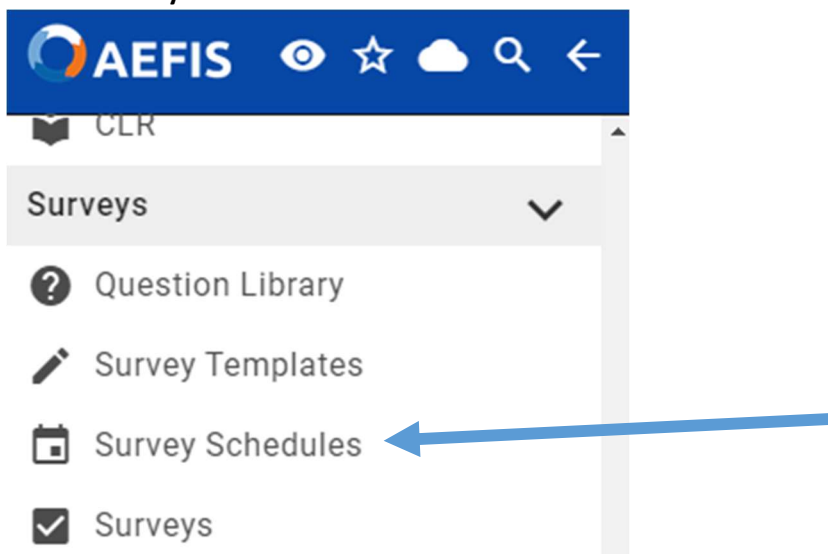 AEFIS
CLR
Surveys
Question Library
Survey Templates
Survey Schedules
Surveys